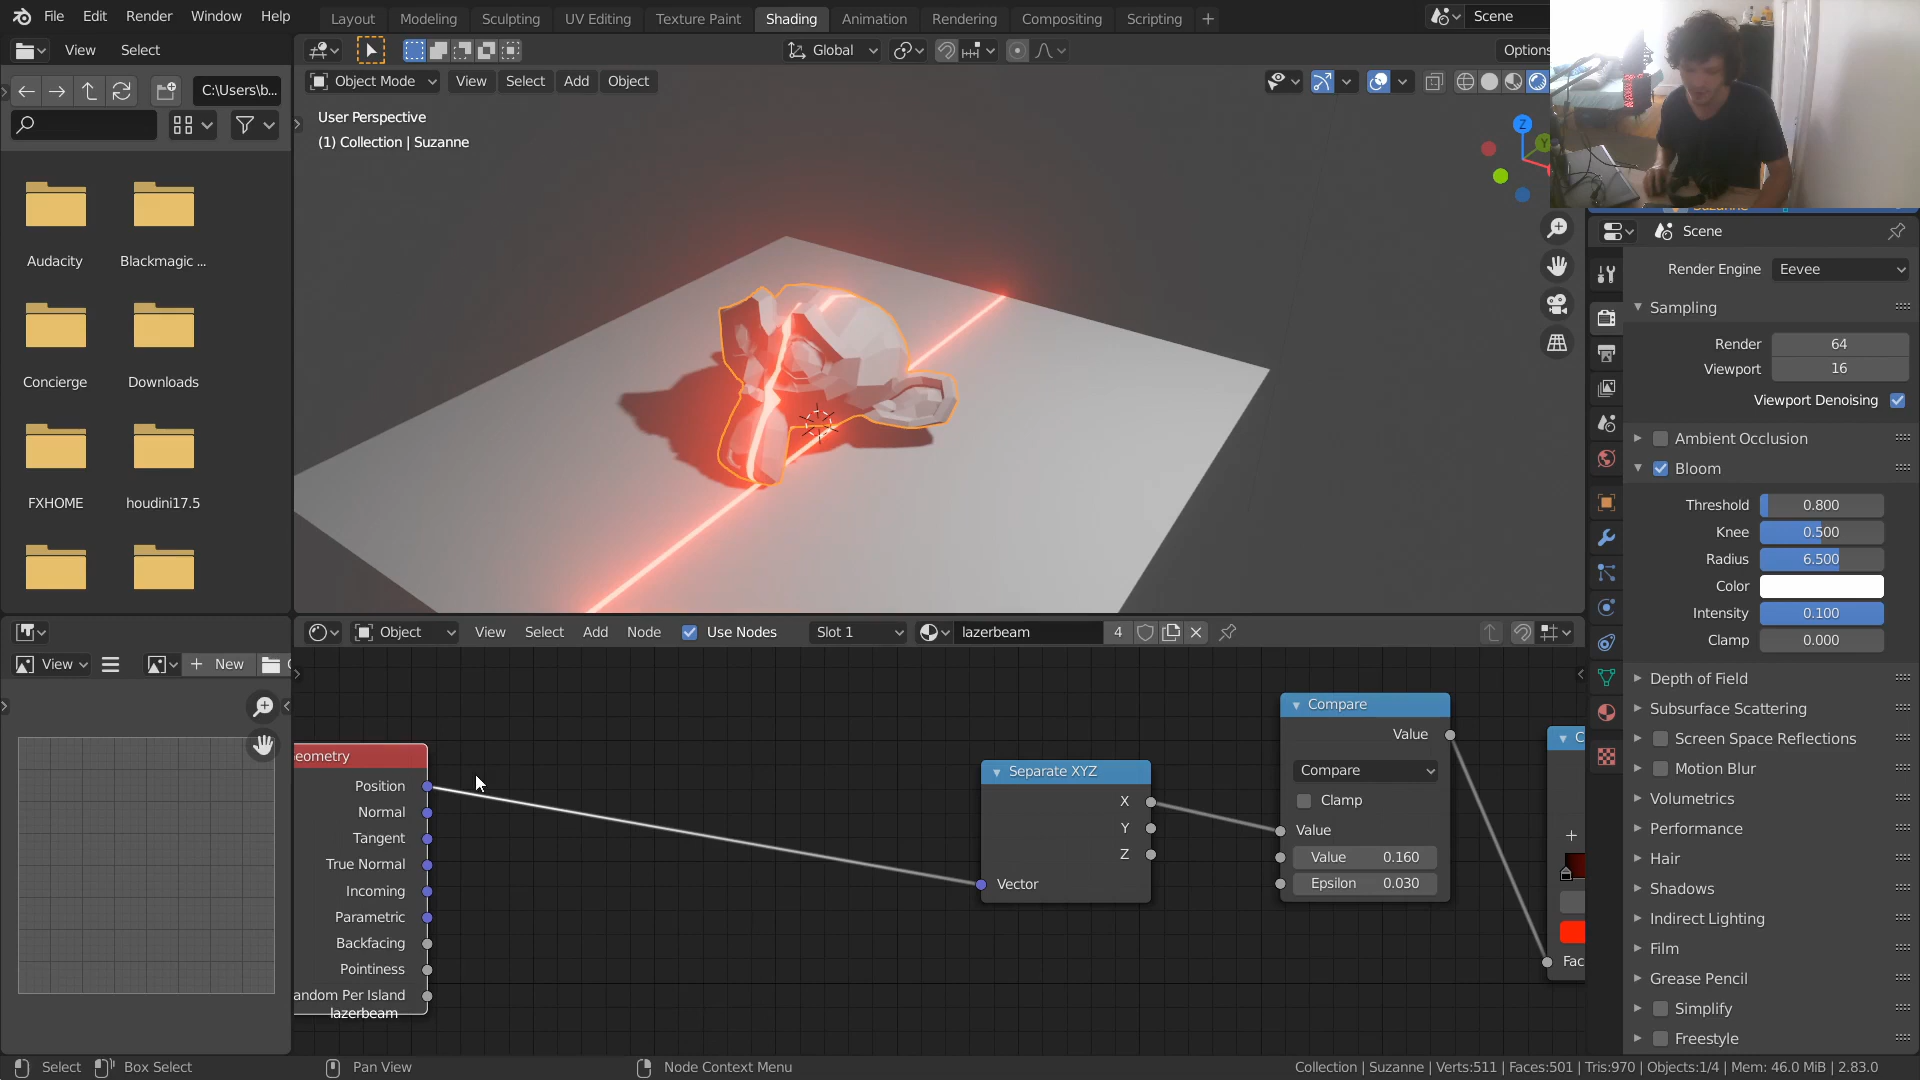 File Edit Render Window Help
Layout Modeling Sculpting UV Editing Texture Paint Shading Animation Rendering Compositing Scripting +
Scene
View Select
Global
Options
C:\Users\b...
Object Mode View Select Add Object
User Perspective
(1) Collection | Suzanne
Z
Y
Audacity
Blackmagic ...
Concierge
Downloads
FXHOME
houdini17.5
Suzanne
Scene
Render Engine Eevee
Sampling
Render 64
Viewport 16
Viewport Denoising
Ambient Occlusion
Bloom
Threshold 0.800
Knee 0.500
Radius 6.500
Color
Intensity 0.100
Clamp 0.000
Depth of Field
Subsurface Scattering
Screen Space Reflections
Motion Blur
Volumetrics
Performance
Hair
Shadows
Indirect Lighting
Film
Grease Pencil
Simplify
Freestyle
View + New
Object View Select Add Node Use Nodes Slot 1 lazerbeam 4
eometry
Position
Normal
Tangent
True Normal
Incoming
Parametric
Backfacing
Pointiness
andom Per Island
lazerbeam
Separate XYZ
X
Y
Z
Vector
Compare
Value
Compare
Clamp
Value
Value 0.160
Epsilon 0.030
C
+
Fac
Select Box Select Pan View Node Context Menu
Collection | Suzanne | Verts:511 | Faces:501 | Tris:970 | Objects:1/4 | Mem: 46.0 MiB | 2.83.0